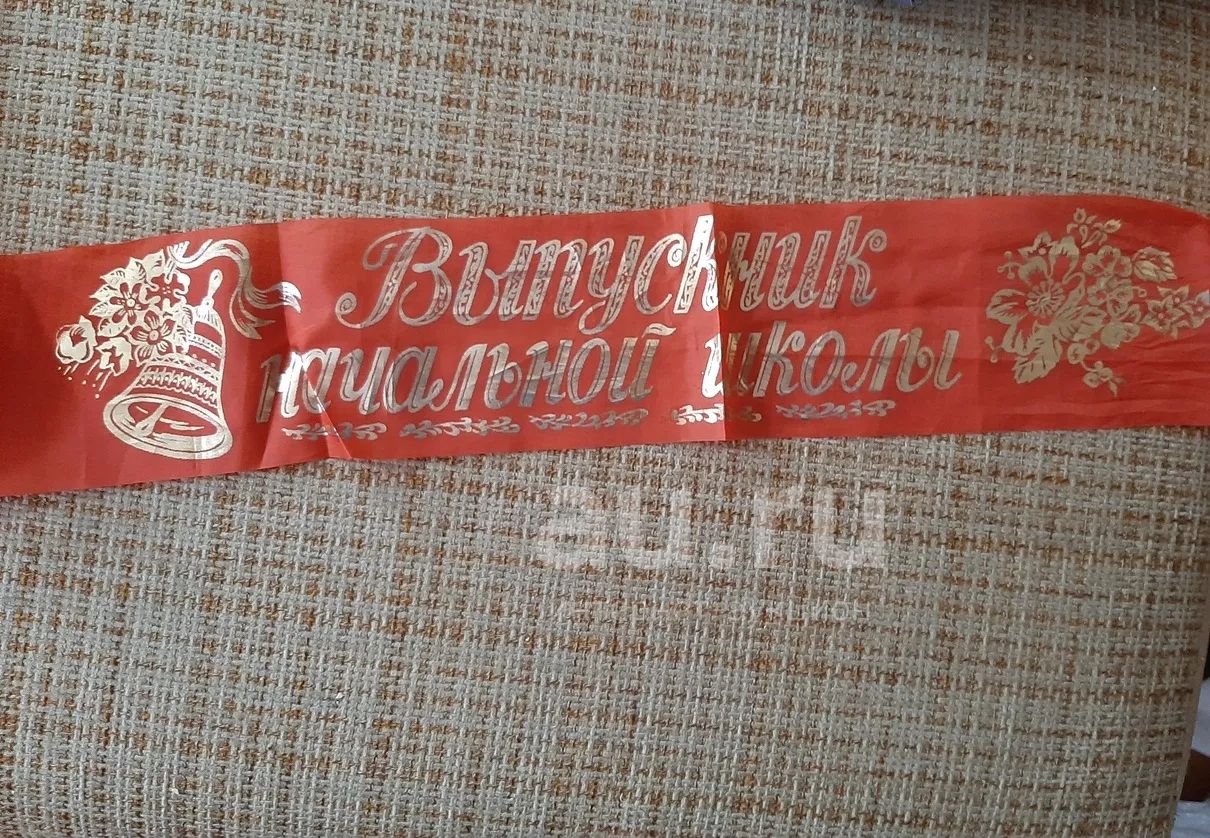 Выпускник
начальной школы
au.ru